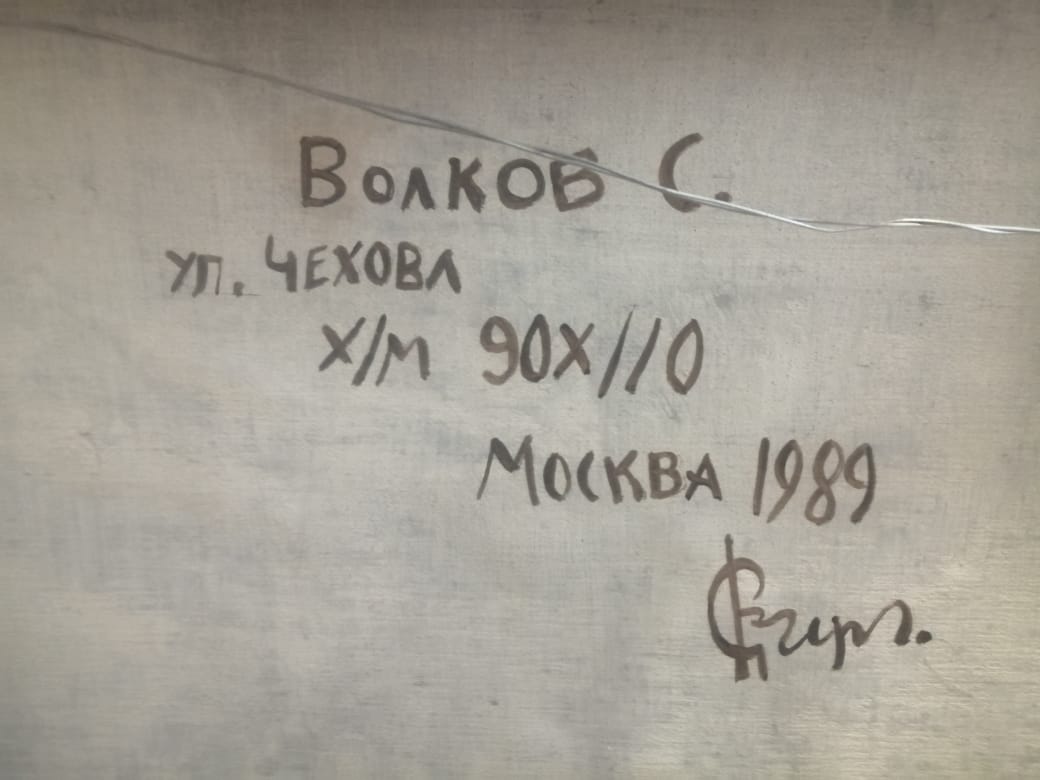 Волков С.
ул. Чехова
х/м 90х110
Москва 1989